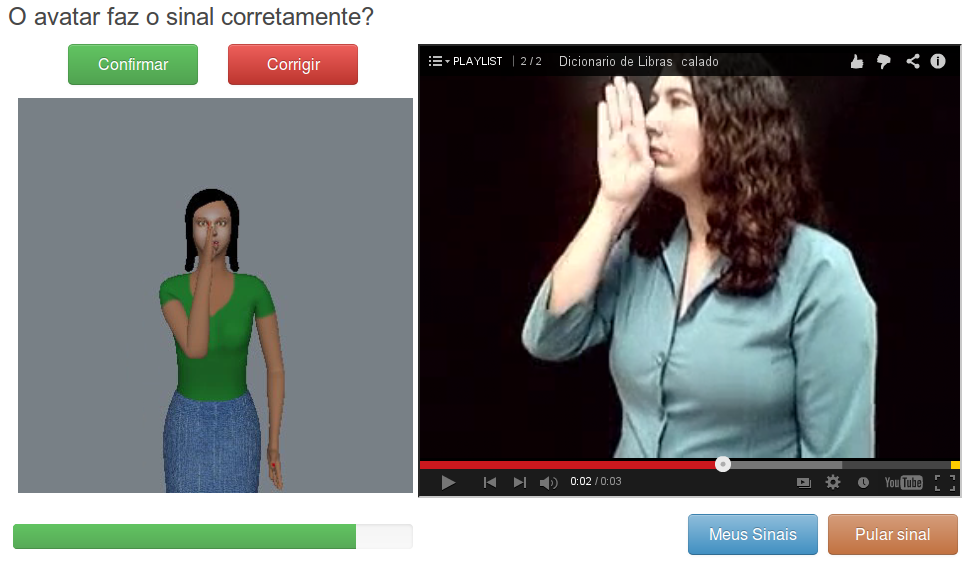 O avatar faz o sinal corretamente?
Confirmar
Corrigir
PLAYLIST
2 / 2
Dicionario de Libras calado
0:02 / 0:03
YouTube
Meus Sinais
Pular sinal